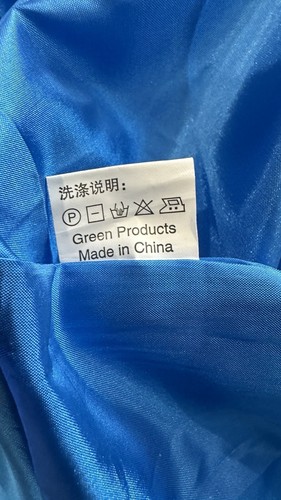 洗涤说明：
P
Green Products
Made in China